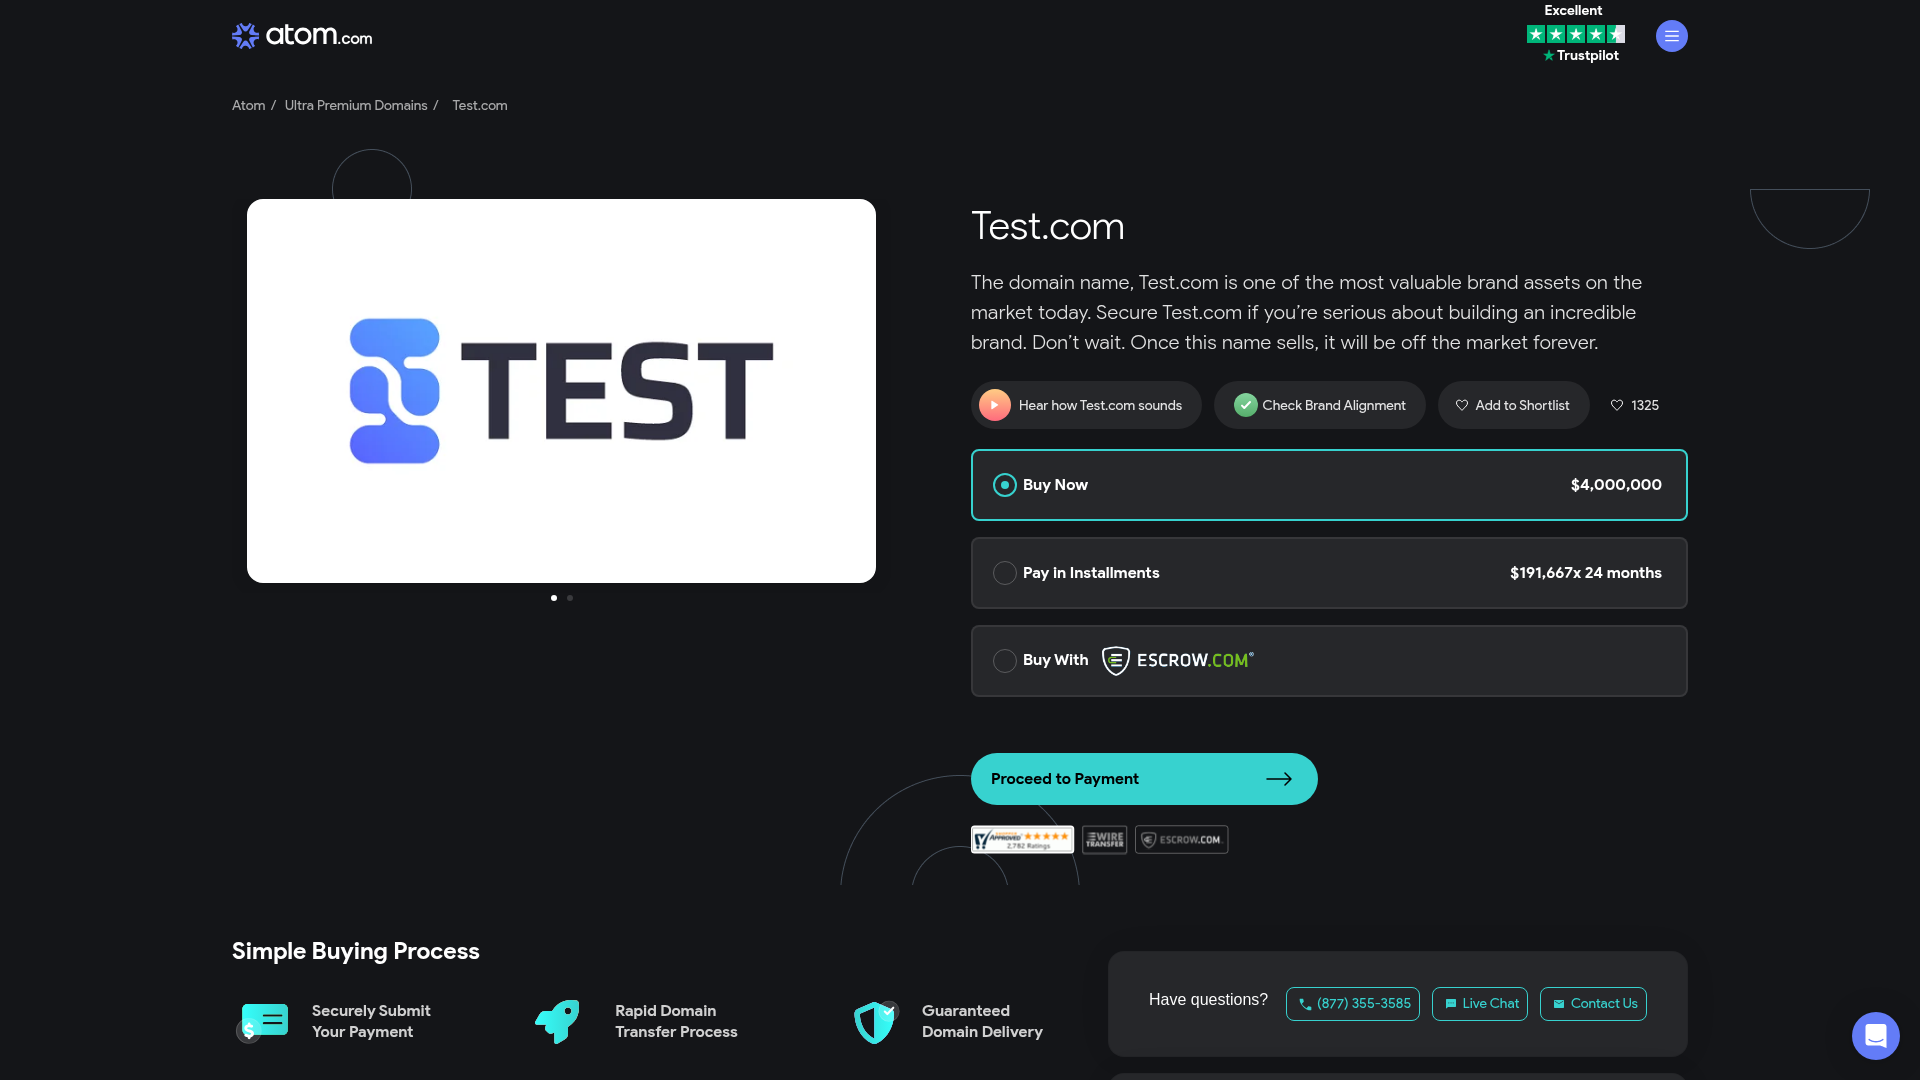 atom.com
Excellent
Trustpilot
Atom / Ultra Premium Domains / Test.com
TEST
Test.com
The domain name, Test.com is one of the most valuable brand assets on the
market today. Secure Test.com if you’re serious about building an incredible
brand. Don’t wait. Once this name sells, it will be off the market forever.
Hear how Test.com sounds
Check Brand Alignment
Add to Shortlist
1325
Buy Now
$4,000,000
Pay in Installments
$191,667x 24 months
Buy With
ESCROW.COM®
Proceed to Payment
APPROVED
2,782 Ratings
WIRE
TRANSFER
ESCROW.COM
Simple Buying Process
Securely Submit
Your Payment
Rapid Domain
Transfer Process
Guaranteed
Domain Delivery
Have questions?
(877) 355-3585
Live Chat
Contact Us